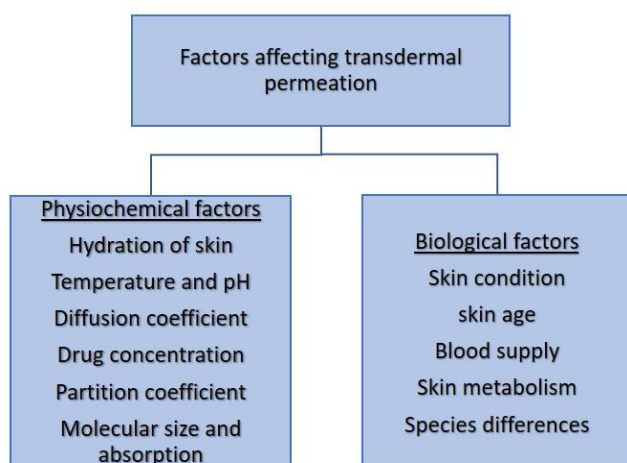 Factors affecting transdermal
permeation
Physiochemical factors
Hydration of skin
Temperature and pH
Diffusion coefficient
Drug concentration
Partition coefficient
Molecular size and
absorption
Biological factors
Skin condition
skin age
Blood supply
Skin metabolism
Species differences